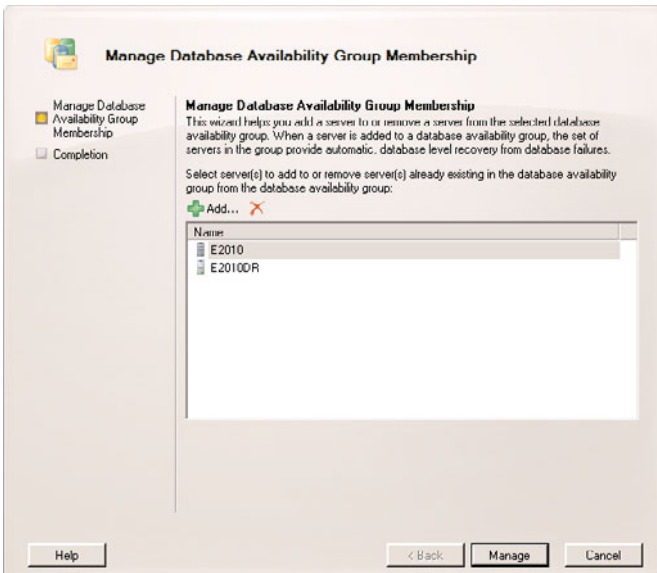 Manage Database Availability Group Membership
Manage Database
Availability Group
Membership
Completion
Manage Database Availability Group Membership
This wizard helps you add a server to or remove a server from the selected database
availability group. When a server is added to a database availability group, the set of
servers in the group provide automatic, database level recovery from database failures.
Select server(s) to add to or remove server(s) already existing in the database availability
group from the database availability group:
Add...
Name
E2010
E2010DR
Help
< Back
Manage
Cancel